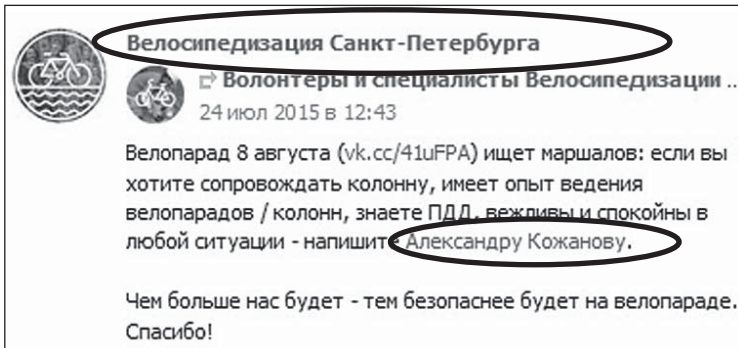 Велосипедизация Санкт-Петербурга
Волонтеры и специалисты Велосипедизации ..
24 июл 2015 в 12:43
Велопарад 8 августа (vk.cc/41uFPA) ищет маршалов: если вы
хотите сопровождать колонну, имеет опыт ведения
велопарадов / колонн, знаете ПДД, вежливы и спокойны в
любой ситуации - напишите Александру Кожанову.
Чем больше нас будет - тем безопаснее будет на велопараде.
Спасибо!